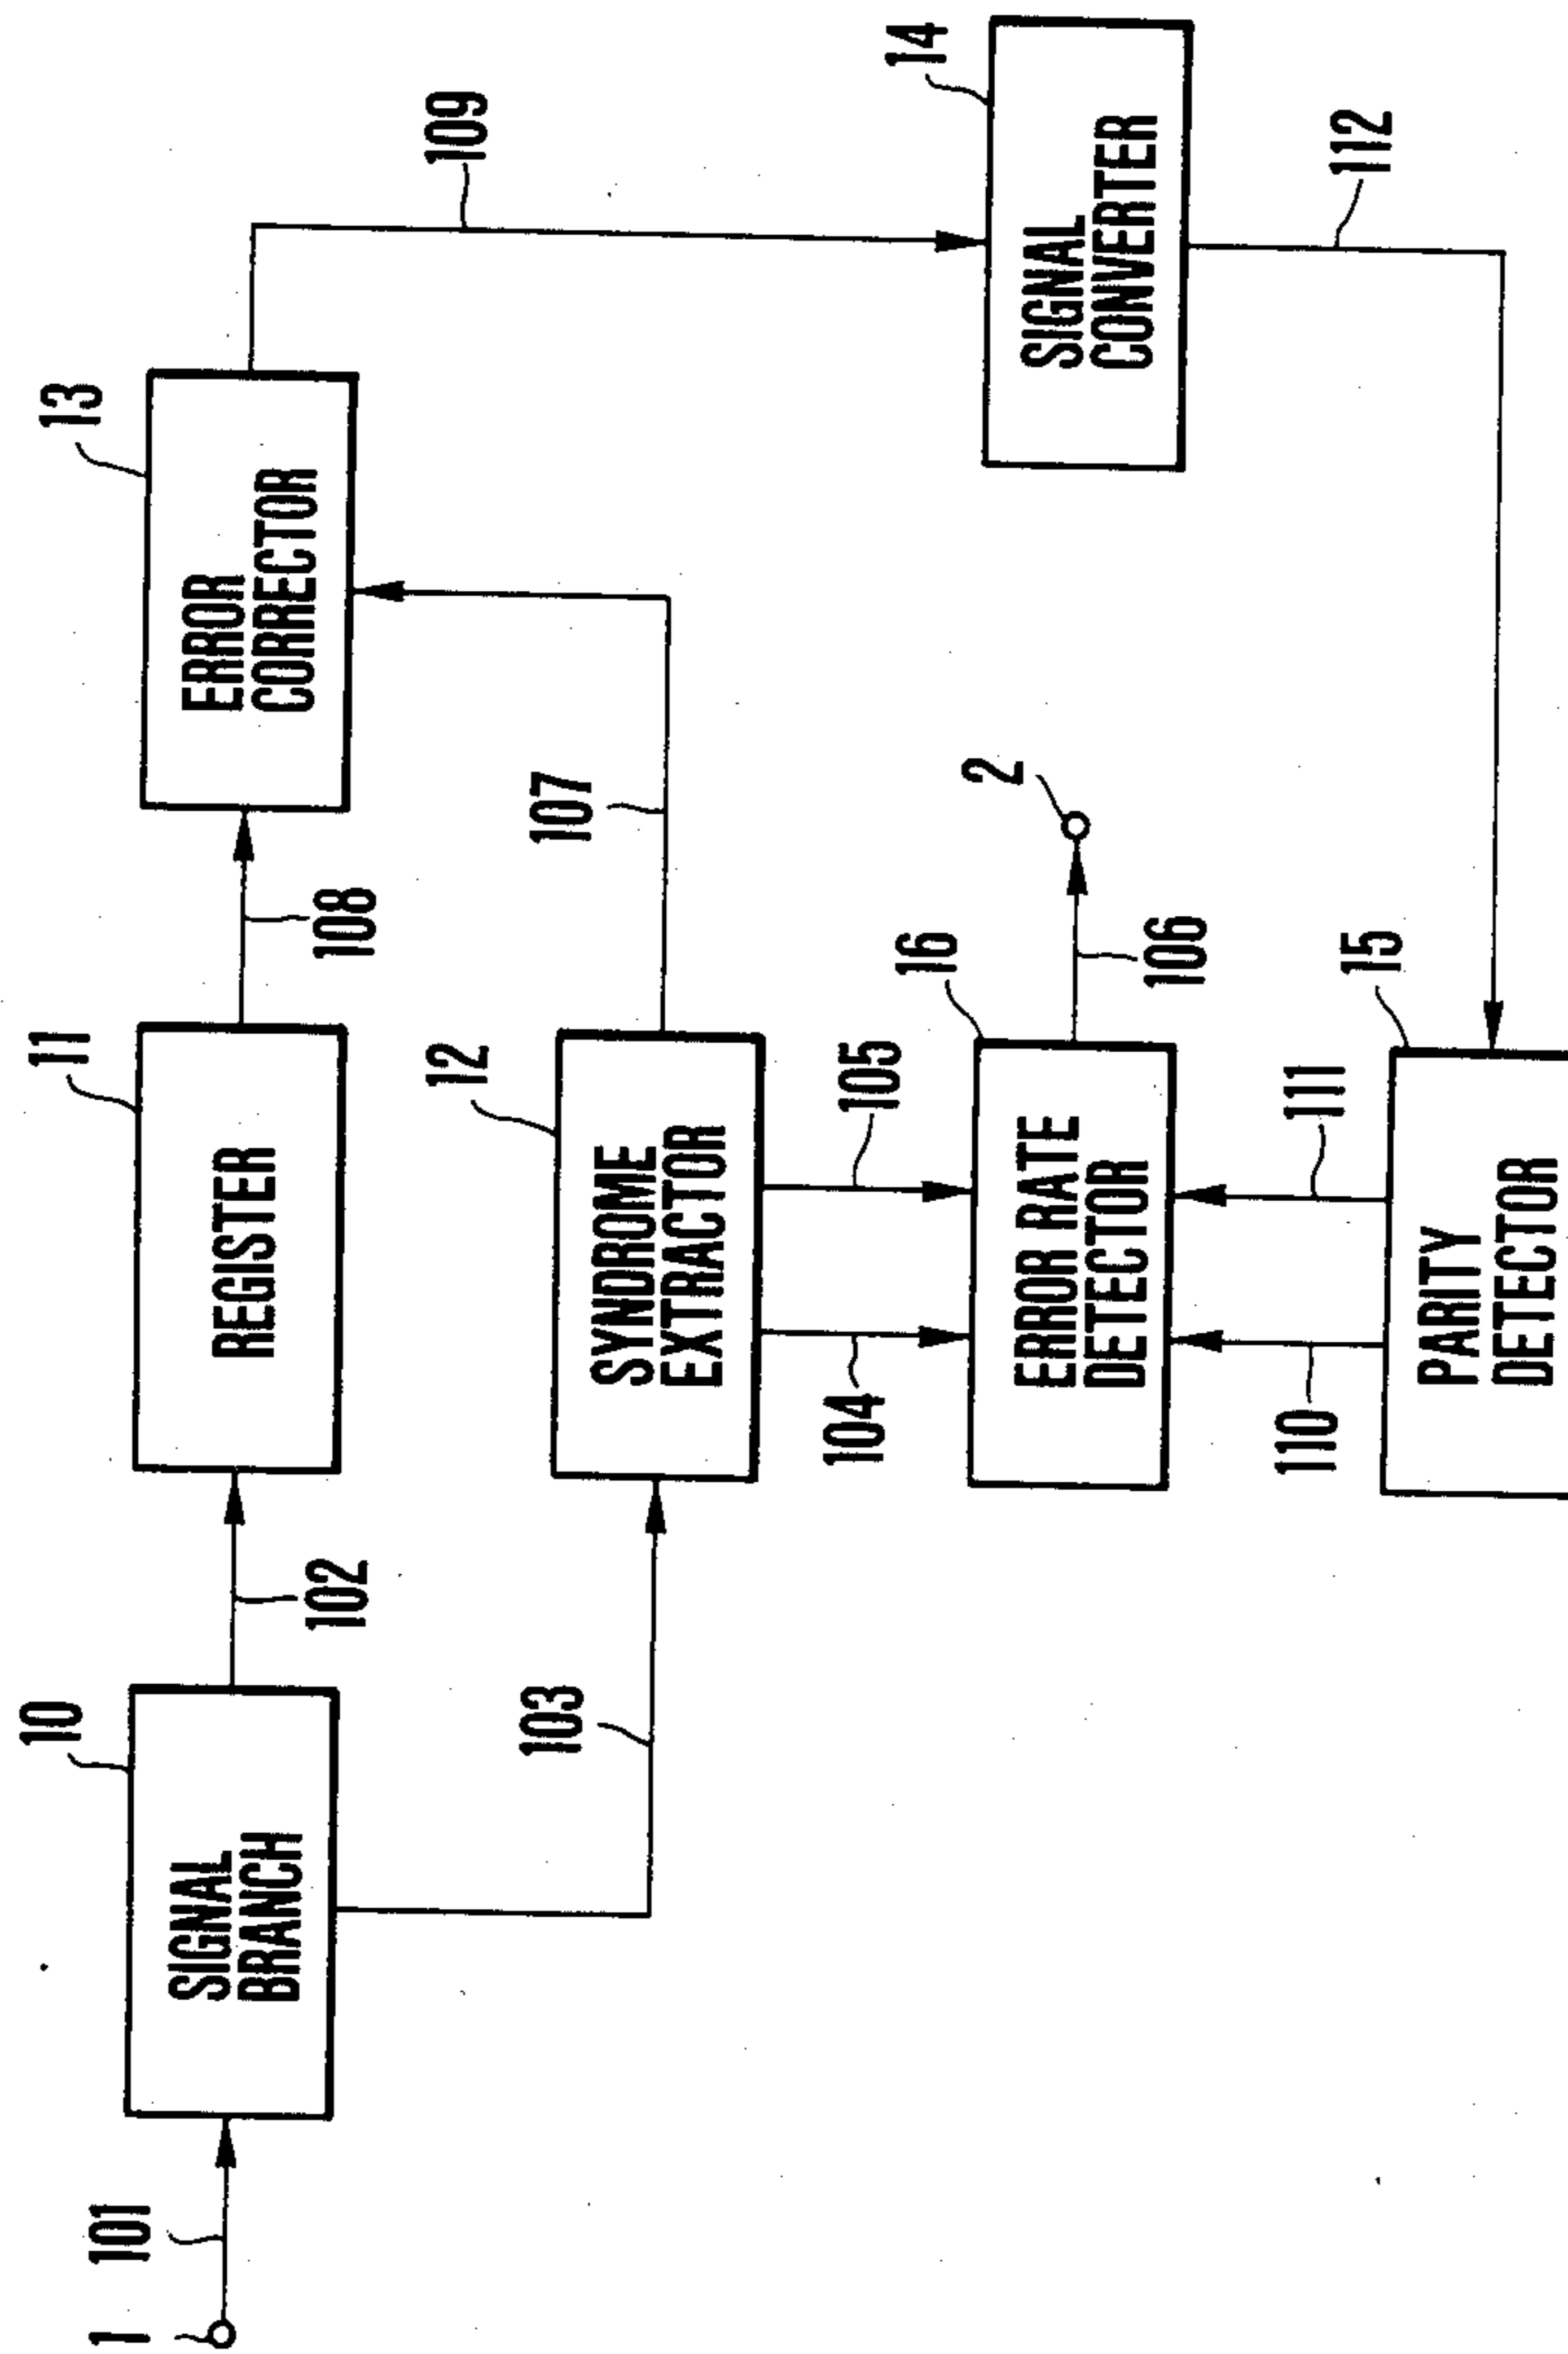 1
101
10
SIGNAL
BRANCH
102
11
REGISTER
108
13
ERROR
CORRECTOR
109
103
12
SYNDROME
EXTRACTOR
107
104
105
16
ERROR RATE
DETECTOR
106
2
14
SIGNAL
CONVERTER
112
110
111
15
PARITY
DETECTOR